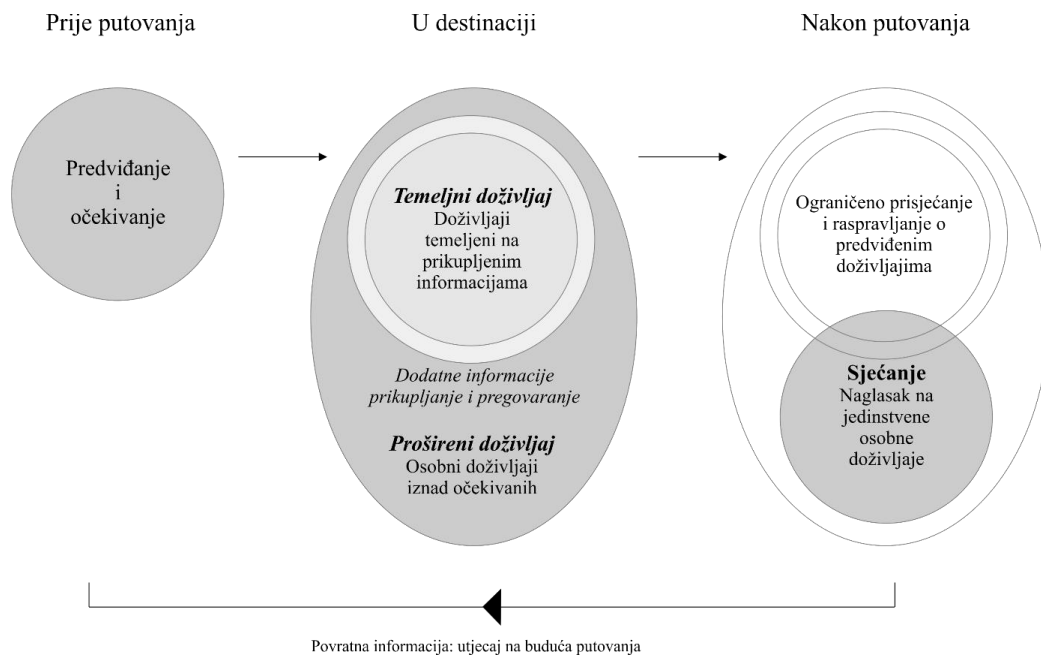 Prije putovanja
U destinaciji
Nakon putovanja
Predviđanje
i
očekivanje
Temeljni doživljaj
Doživljaji
temeljeni na
prikupljenim
informacijama
Dodatne informacije
prikupljanje i pregovaranje
Prošireni doživljaj
Osobni doživljaji
iznad očekivanih
Ograničeno prisjećanje
i raspravljanje o
predviđenim
doživljajima
Sjećanje
Naglasak na
jedinstvene
osobne
doživljaje
Povratna informacija: utjecaj na buduća putovanja